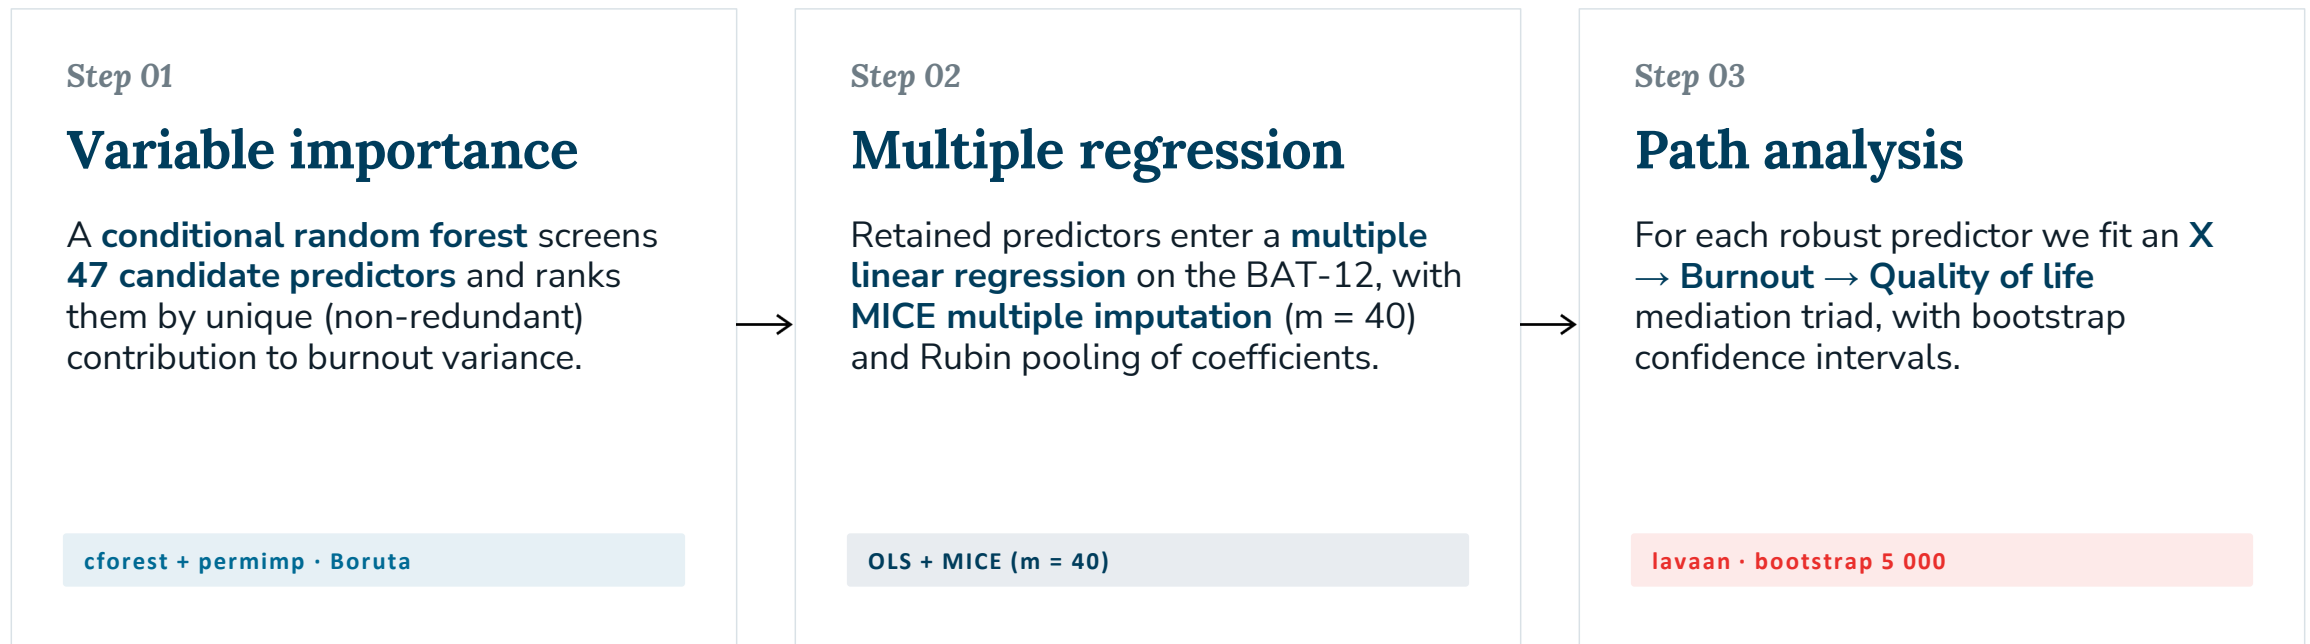 Step 01
Variable importance
A conditional random forest screens
47 candidate predictors and ranks
them by unique (non-redundant)
contribution to burnout variance.
cforest + permimp · Boruta
Step 02
Multiple regression
Retained predictors enter a multiple
linear regression on the BAT-12, with
MICE multiple imputation (m = 40)
and Rubin pooling of coefficients.
OLS + MICE (m = 40)
Step 03
Path analysis
For each robust predictor we fit an X
→ Burnout → Quality of life
mediation triad, with bootstrap
confidence intervals.
lavaan · bootstrap 5 000